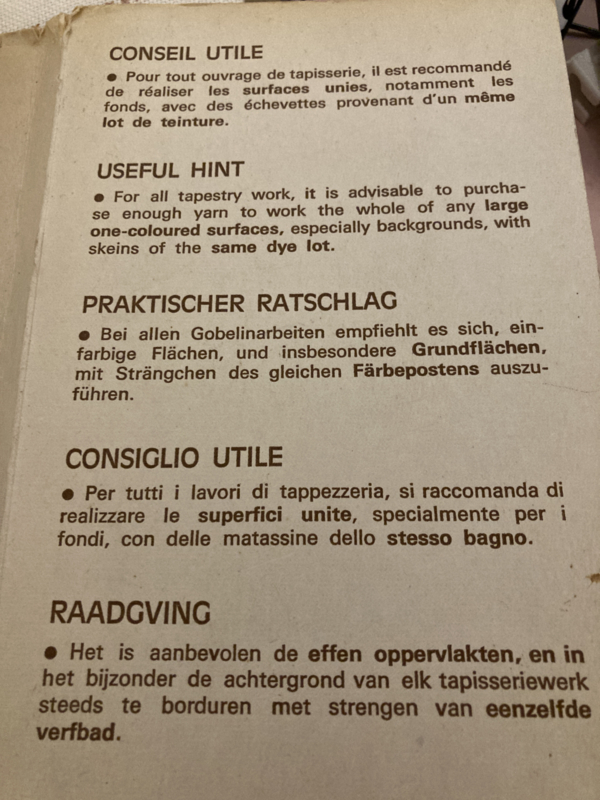 CONSEIL UTILE
● Pour tout ouvrage de tapisserie, il est recommandé
de réaliser les surfaces unies, notamment les
fonds, avec des échevettes provenant d'un même
lot de teinture.
USEFUL HINT
● For all tapestry work, it is advisable to purcha-
se enough yarn to work the whole of any large
one-coloured surfaces, especially backgrounds, with
skeins of the same dye lot.
PRAKTISCHER RATSCHLAG
● Bei allen Gobelinarbeiten empfiehlt es sich, ein-
farbige Flächen, und insbesondere Grundflächen,
mit Strängchen des gleichen Färbepostens auszu-
führen.
CONSIGLIO UTILE
● Per tutti i lavori di tappezzeria, si raccomanda di
realizzare le superfici unite, specialmente per i
fondi, con delle matassine dello stesso bagno.
RAADGVING
● Het is aanbevolen de effen oppervlakten, en in
het bijzonder de achtergrond van elk tapisseriewerk
steeds te borduren met strengen van eenzelfde
verfbad.